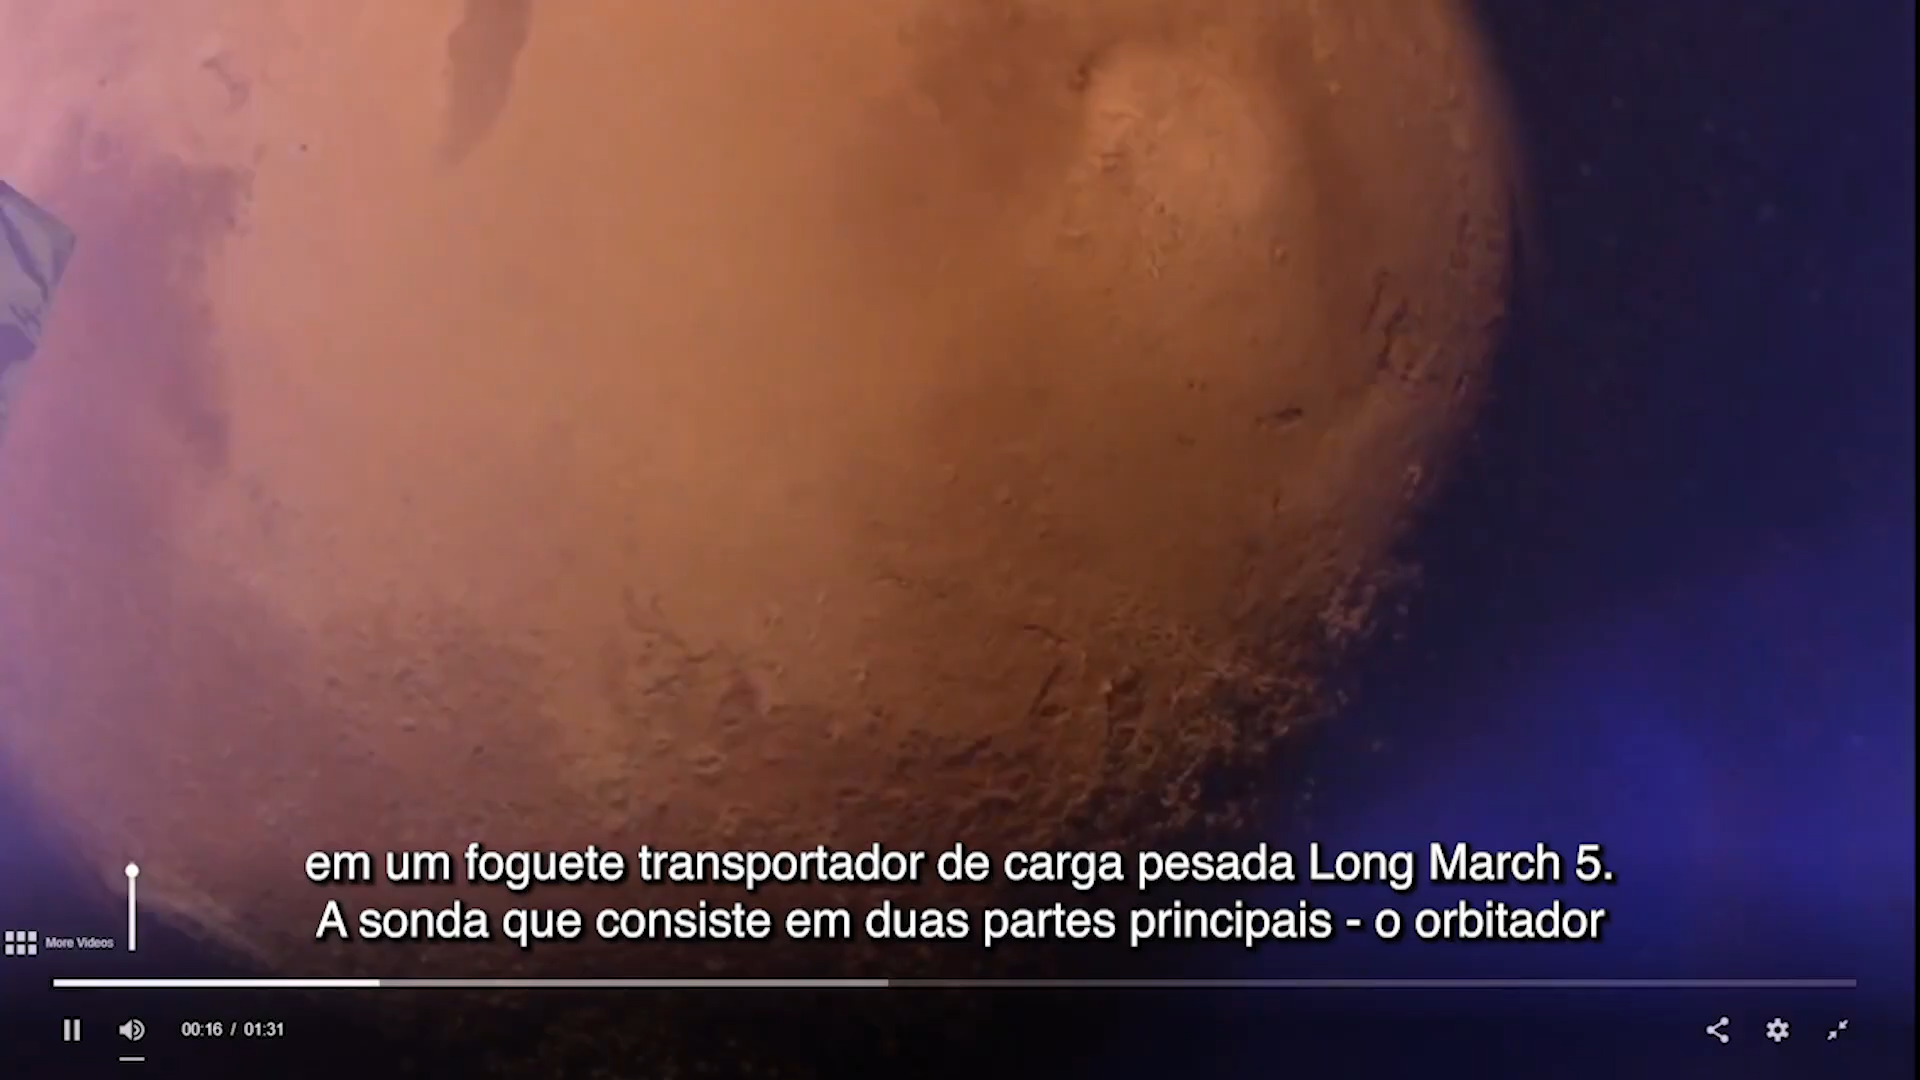 em um foguete transportador de carga pesada Long March 5.
A sonda que consiste em duas partes principais - o orbitador
More Videos
00:16 / 01:31